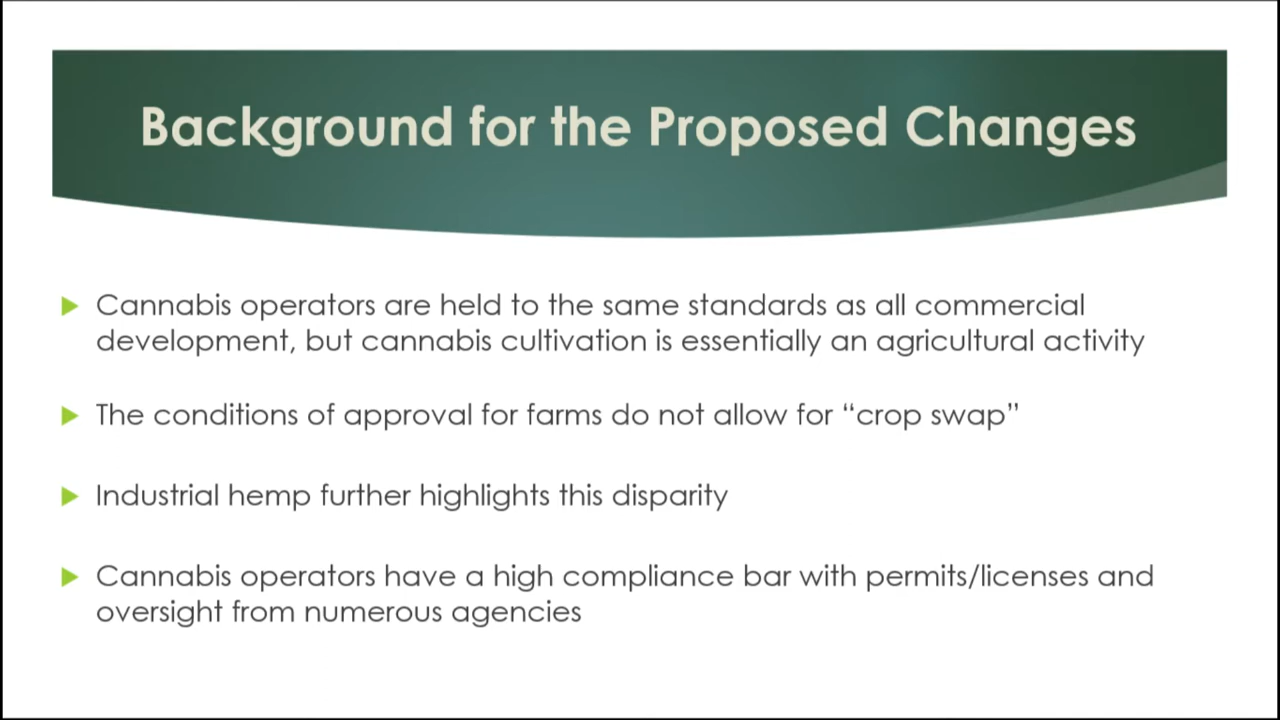 Background for the Proposed Changes
Cannabis operators are held to the same standards as all commercial
development, but cannabis cultivation is essentially an agricultural activity
The conditions of approval for farms do not allow for “crop swap”
Industrial hemp further highlights this disparity
Cannabis operators have a high compliance bar with permits/licenses and
oversight from numerous agencies